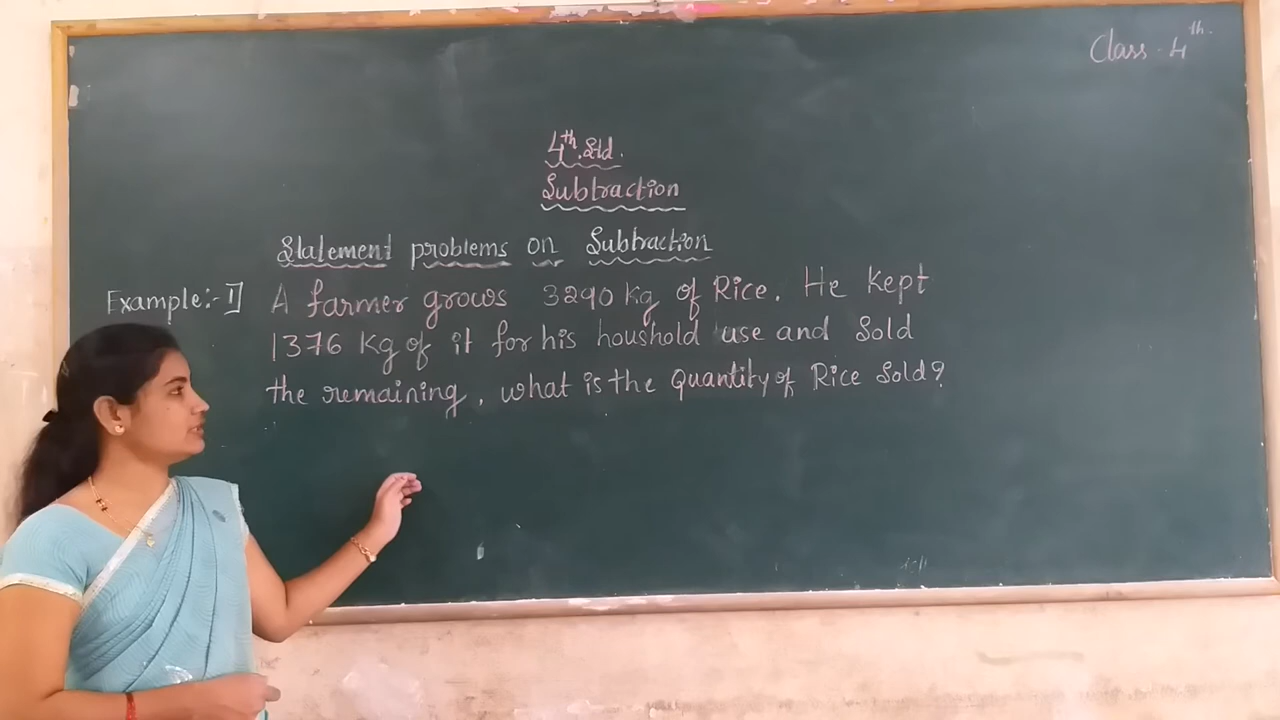 Class - 4th.
4th Std.
Subtraction
Statement problems on Subtraction
Example:- 1] A farmer grows 3290 kg of Rice. He kept
1376 kg of it for his houshold use and Sold
the remaining, what is the Quantity of Rice Sold?